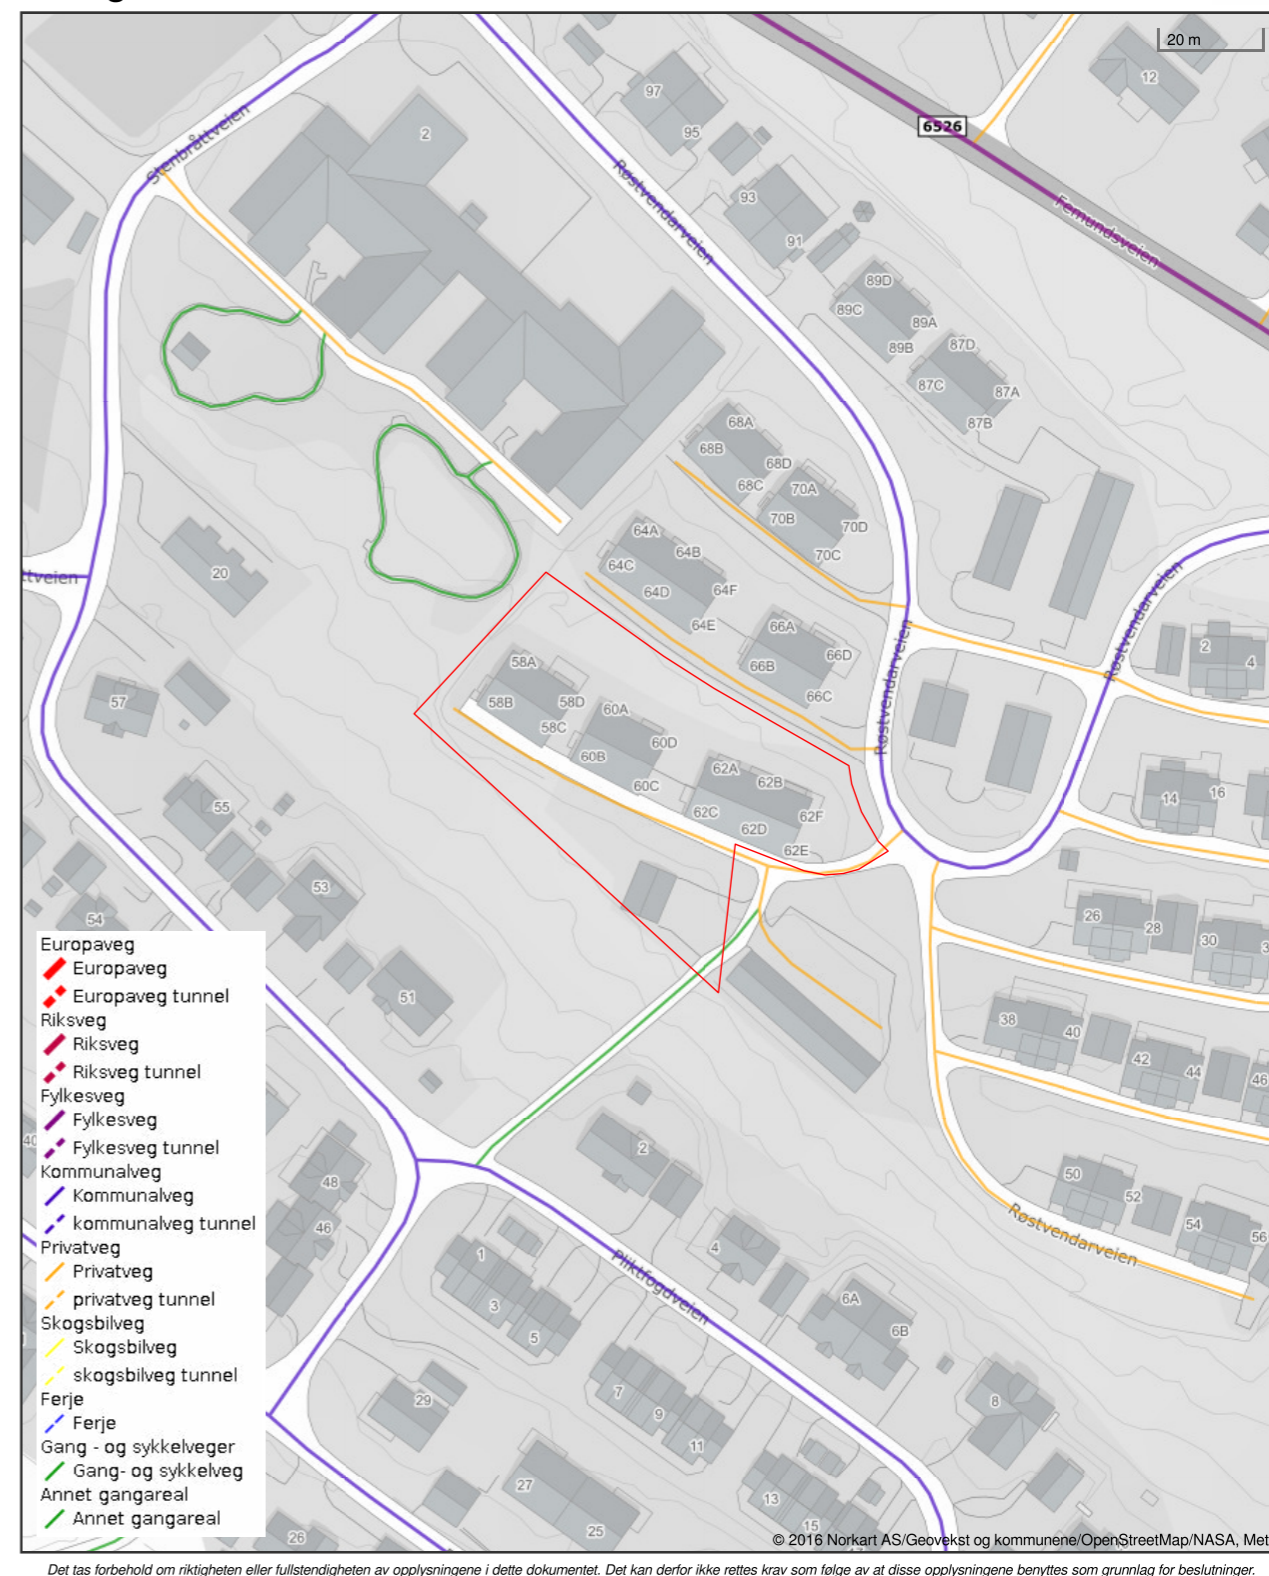 20 m
12
97
95
2
6526
Stenbråttveien
Røstvendarveien
93
91
Femundsveien
89D
89C
89A
89B
87D
87C
87A
87B
68A
68B
68D
68C
70A
70B
70D
70C
64A
64B
64C
64D
64F
64E
66A
66B
66D
66C
20
ttveien
Røstvendarveien
Røstvendarveien
2
4
58A
58B
58D
58C
60A
60D
60B
60C
62A
62B
62C
62F
62D
62E
57
55
53
54
51
14
16
26
28
30
38
40
42
44
46
50
52
54
56
Røstvendarveien
2
48
46
4
1
3
5
Pliktfogdveien
6A
6B
29
7
9
11
8
27
25
26
13
15
40
Europaveg
Europaveg
Europaveg tunnel
Riksveg
Riksveg
Riksveg tunnel
Fylkesveg
Fylkesveg
Fylkesveg tunnel
Kommunalveg
Kommunalveg
kommunalveg tunnel
Privatveg
Privatveg
privatveg tunnel
Skogsbilveg
Skogsbilveg
skogsbilveg tunnel
Ferje
Ferje
Gang - og sykkelveger
Gang- og sykkelveg
Annet gangareal
Annet gangareal
© 2016 Norkart AS/Geovekst og kommunene/OpenStreetMap/NASA, Met
Det tas forbehold om riktigheten eller fullstendigheten av opplysningene i dette dokumentet. Det kan derfor ikke rettes krav som følge av at disse opplysningene benyttes som grunnlag for beslutninger.